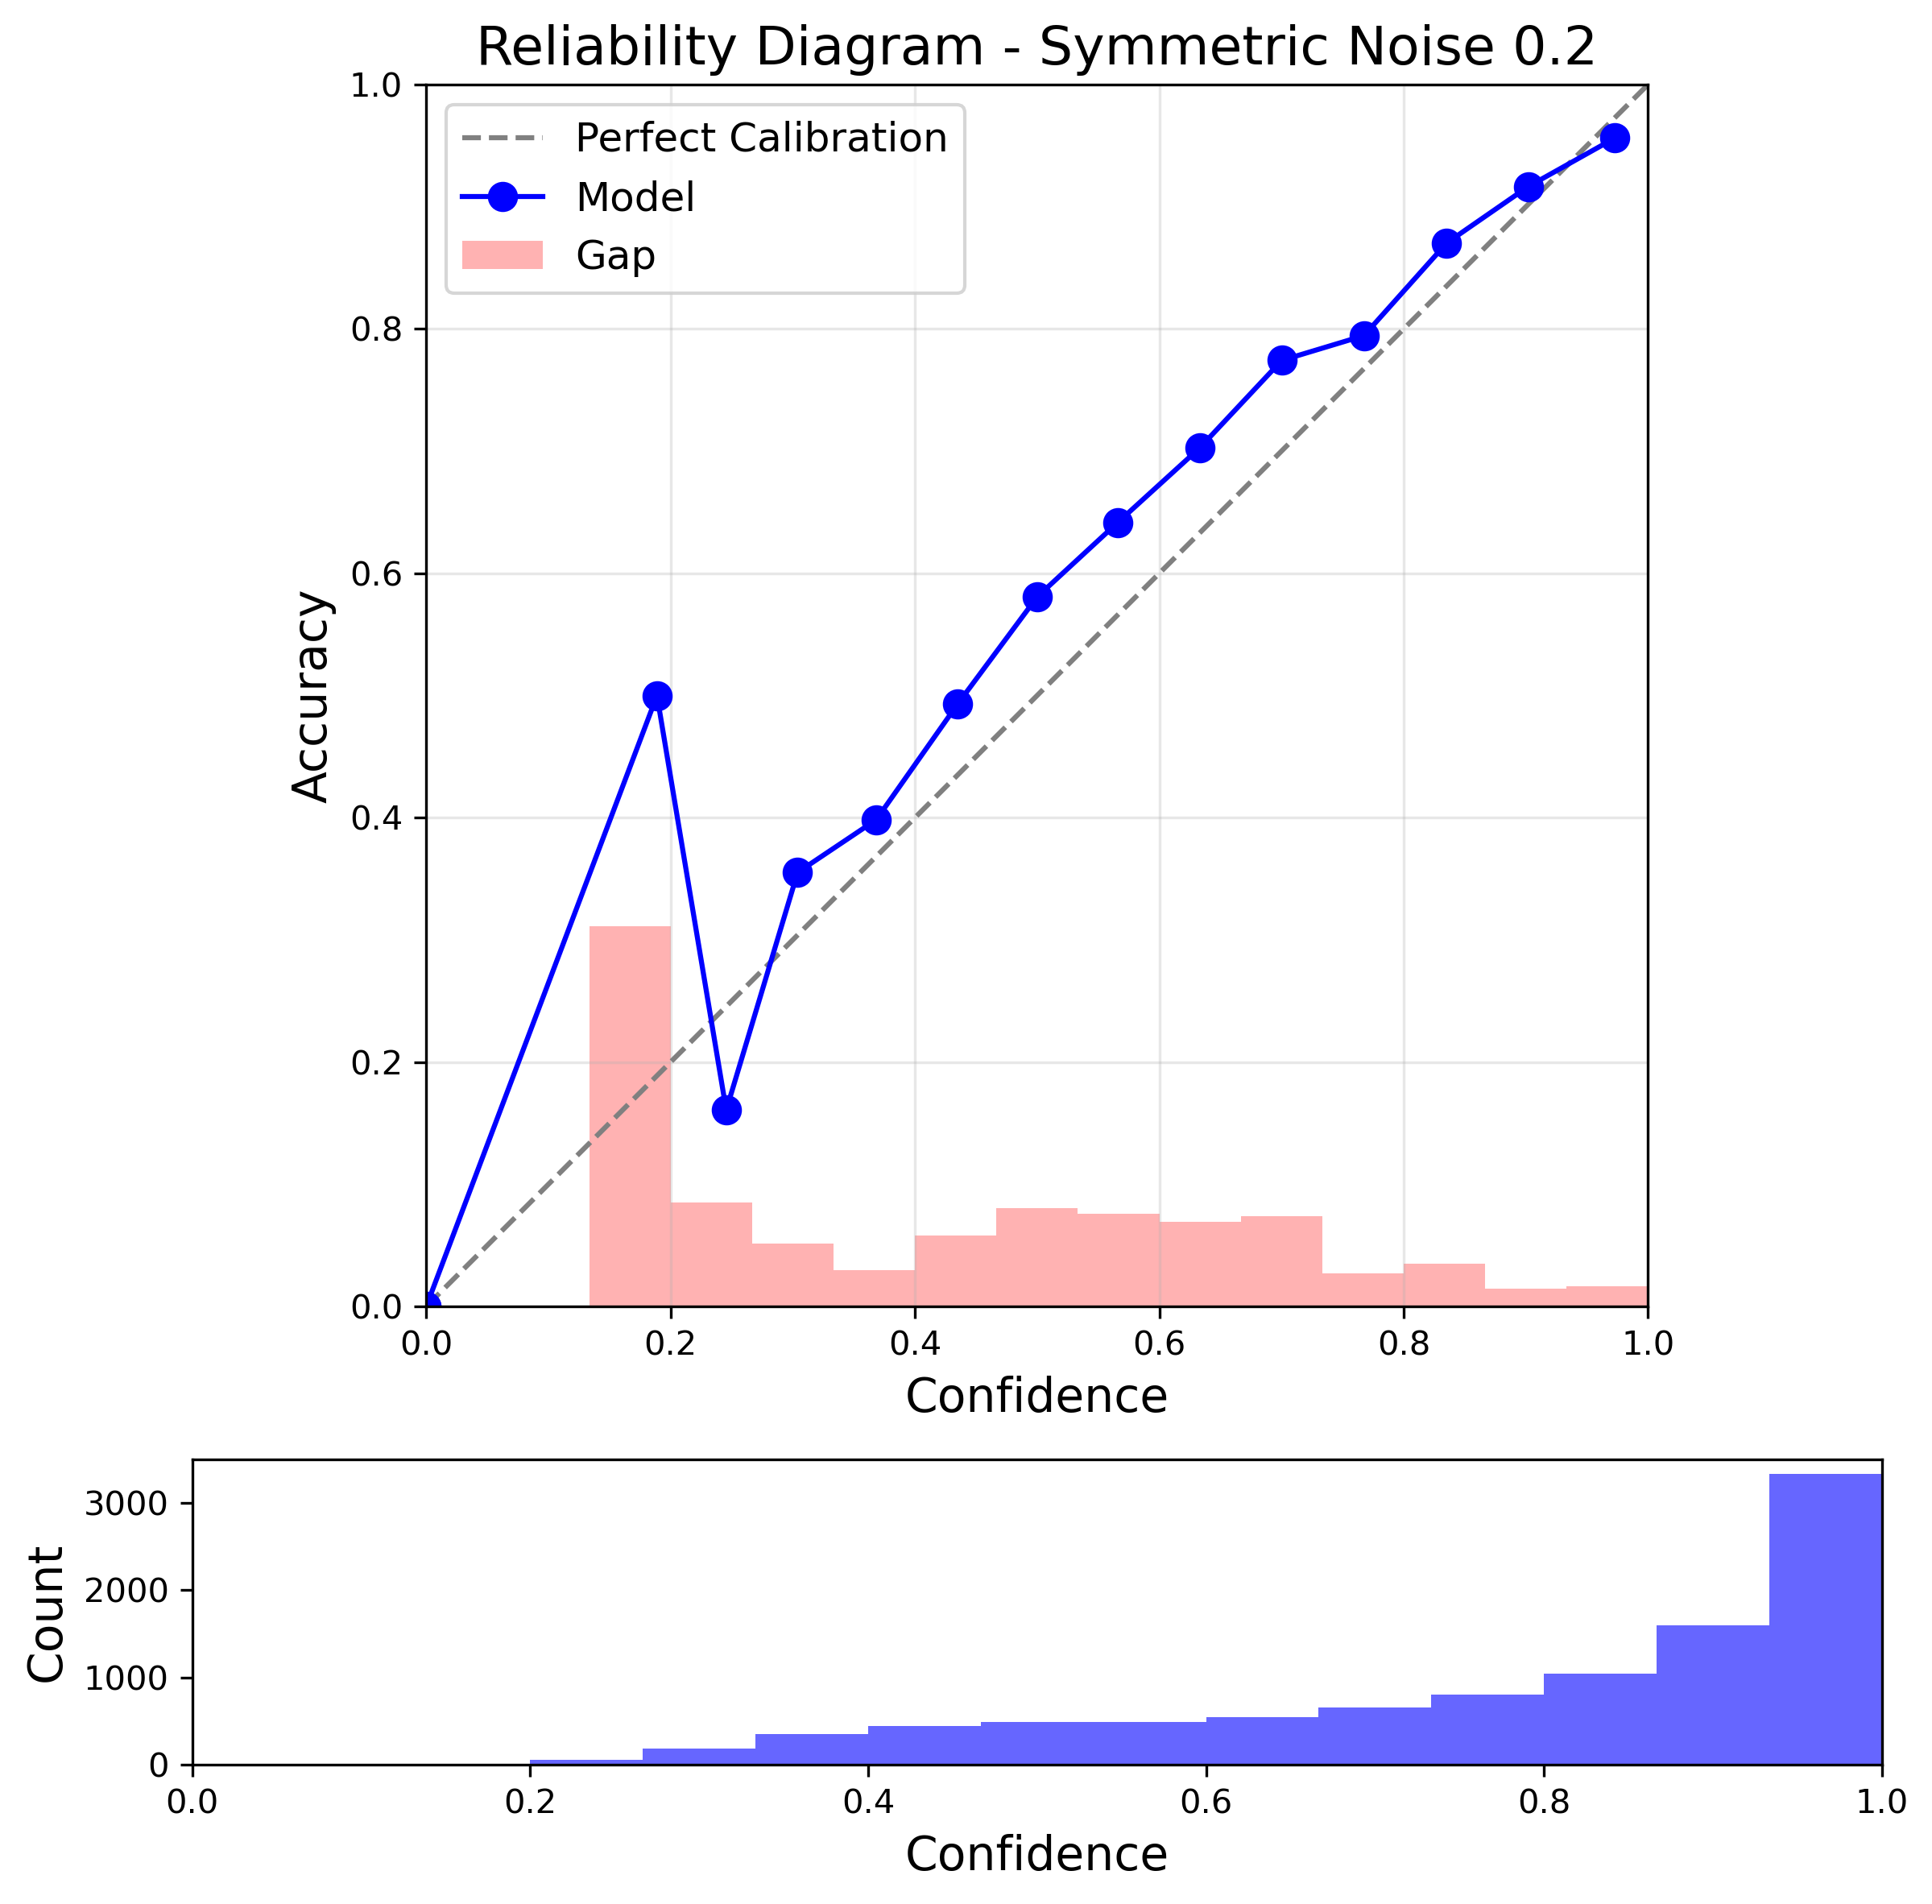 Reliability Diagram - Symmetric Noise 0.2
1.0
0.8
0.6
0.4
0.2
0.0
Accuracy
Perfect Calibration
Model
Gap
0.0 0.2 0.4 0.6 0.8 1.0
Confidence
3000
2000
1000
0
Count
0.0 0.2 0.4 0.6 0.8 1.0
Confidence